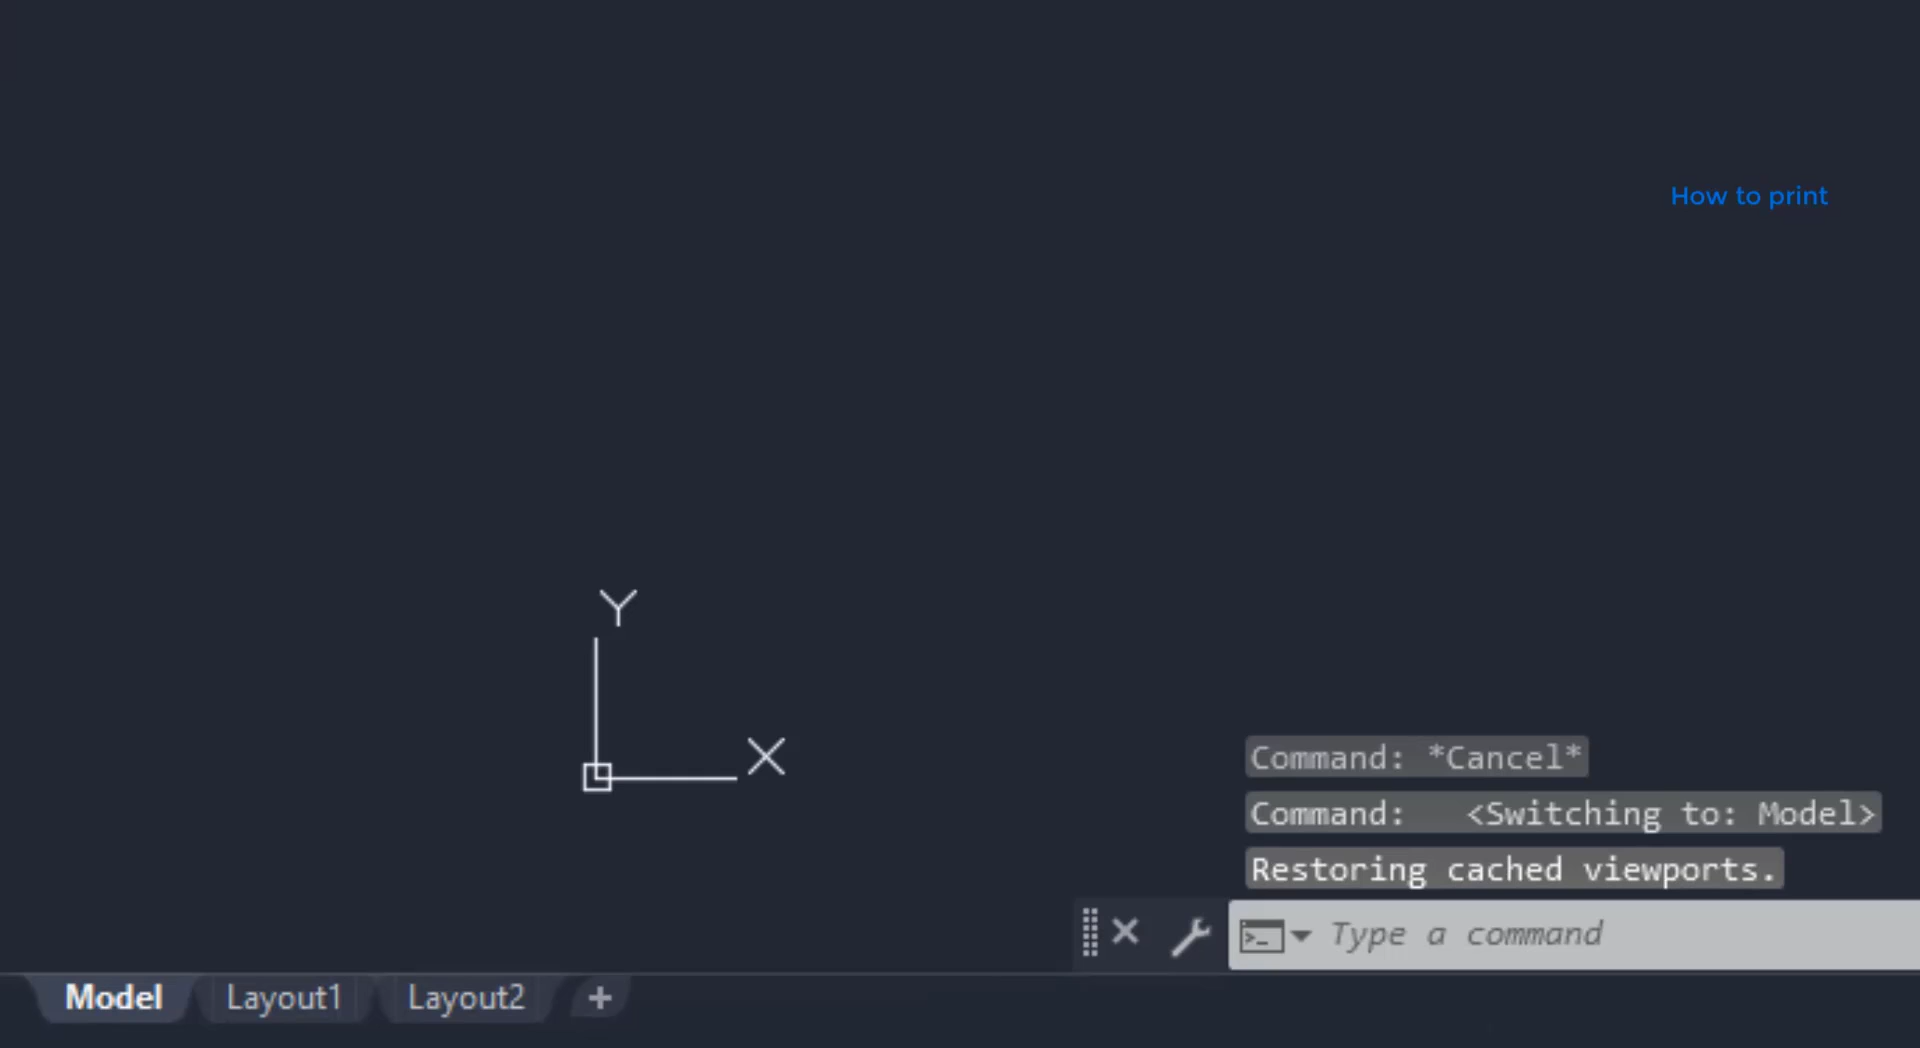 How to print
Y
X
Command: *Cancel*
Command:   <Switching to: Model>
Restoring cached viewports.
>_ Type a command
Model Layout1 Layout2 +